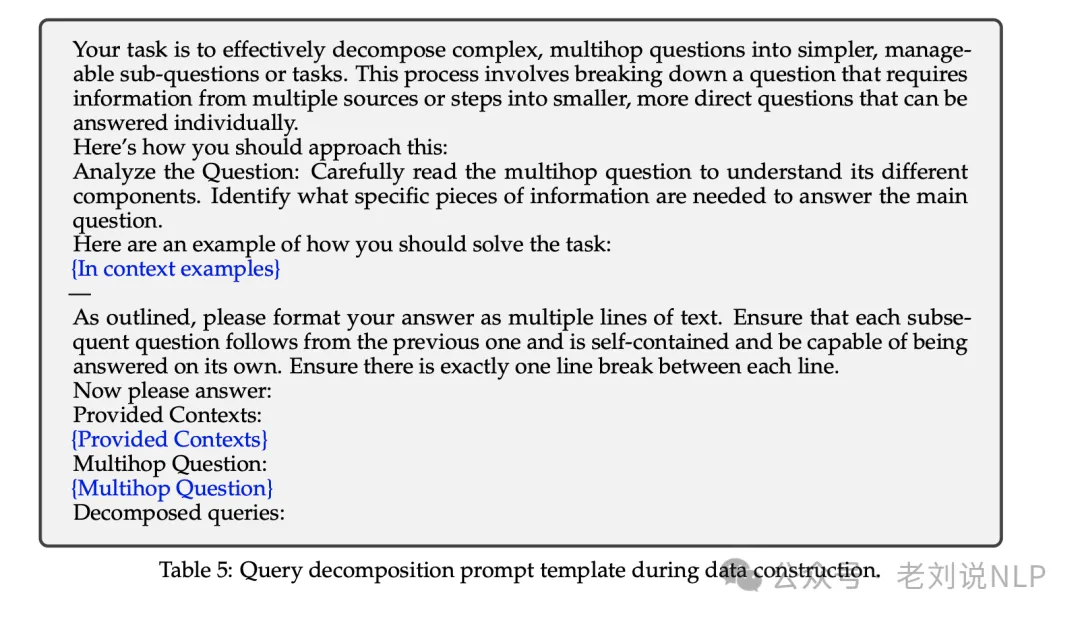 Your task is to effectively decompose complex, multihop questions into simpler, manage-
able sub-questions or tasks. This process involves breaking down a question that requires
information from multiple sources or steps into smaller, more direct questions that can be
answered individually.
Here's how you should approach this:
Analyze the Question: Carefully read the multihop question to understand its different
components. Identify what specific pieces of information are needed to answer the main
question.
Here are an example of how you should solve the task:
{In context examples}
—
As outlined, please format your answer as multiple lines of text. Ensure that each subse-
quent question follows from the previous one and is self-contained and be capable of being
answered on its own. Ensure there is exactly one line break between each line.
Now please answer:
Provided Contexts:
{Provided Contexts}
Multihop Question:
{Multihop Question}
Decomposed queries:
Table 5: Query decomposition prompt template during data construction.
公众号 老刘说NLP